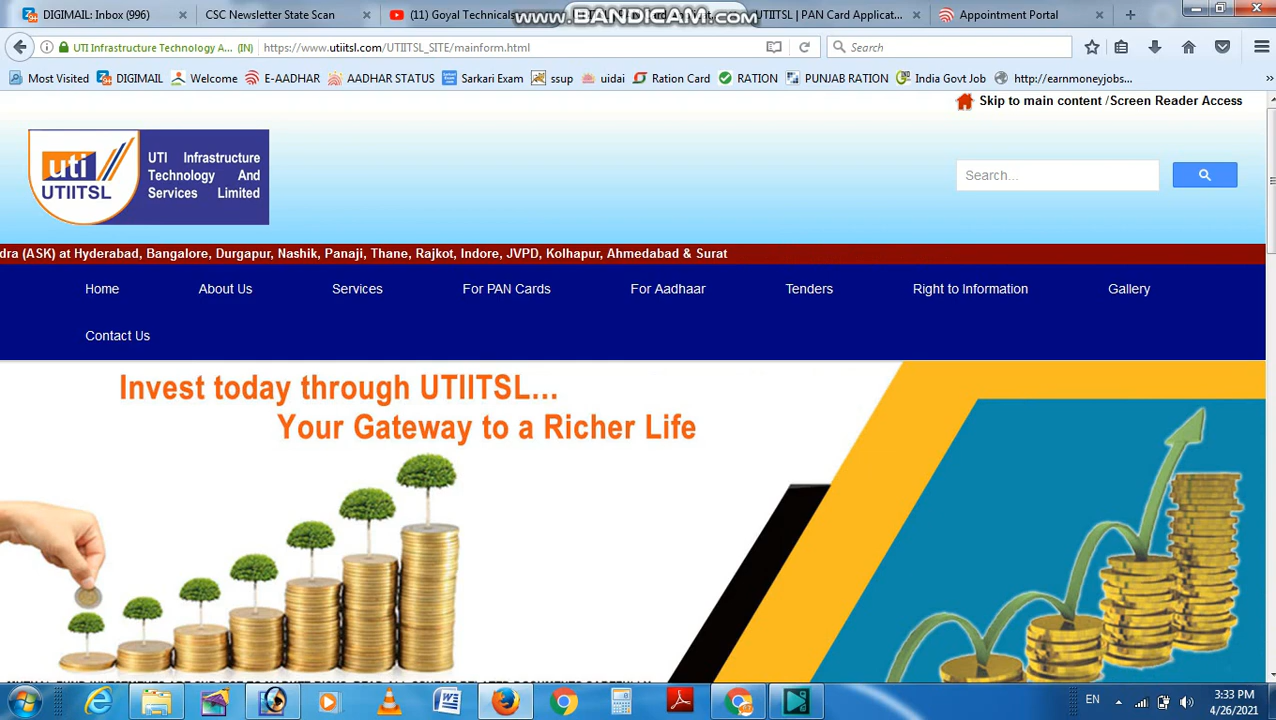 DIGIMAIL: Inbox (996)
CSC Newsletter State Scan
(11) Goyal Technicals
www.BANDICAM.com
UTIITSL | PAN Card Applicat...
Appointment Portal
UTI Infrastructure Technology A... (IN)
https://www.utiitsl.com/UTIITSL_SITE/mainform.html
Search
Most Visited
DIGIMAIL
Welcome
E-AADHAR
AADHAR STATUS
Sarkari Exam
ssup
uidai
Ration Card
RATION
PUNJAB RATION
India Govt Job
http://earnmoneyjobs...
Skip to main content /Screen Reader Access
uti
UTIITSL
UTI Infrastructure
Technology And
Services Limited
Search...
dra (ASK) at Hyderabad, Bangalore, Durgapur, Nashik, Panaji, Thane, Rajkot, Indore, JVPD, Kolhapur, Ahmedabad & Surat
Home
About Us
Services
For PAN Cards
For Aadhaar
Tenders
Right to Information
Gallery
Contact Us
Invest today through UTIITSL...
Your Gateway to a Richer Life
EN
3:33 PM
4/26/2021